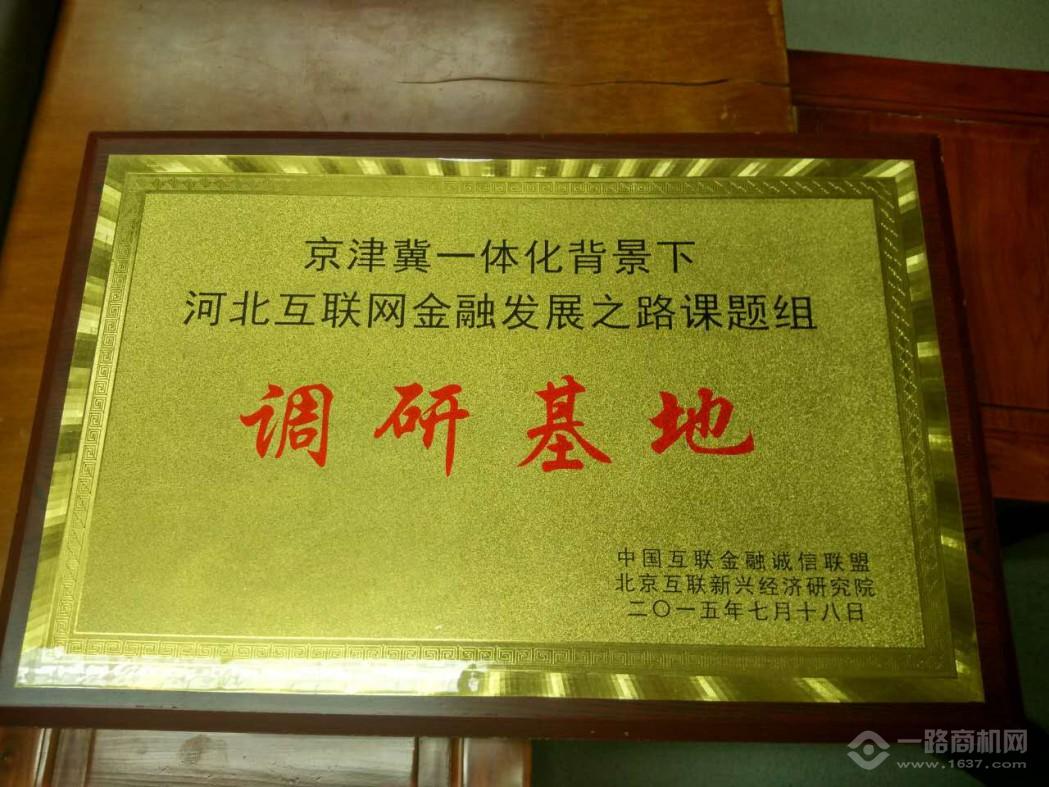 京津冀一体化背景下
河北互联网金融发展之路课题组
调研基地
中国互联金融诚信联盟
北京互联新兴经济研究院
二〇一五年七月十八日
一路商机网
www.1637.com